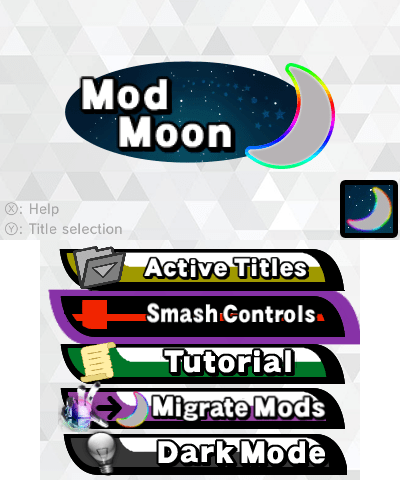 Mod
Moon
Ⓧ: Help
Ⓨ: Title selection
Active Titles
Smash Controls
Tutorial
Migrate Mods
Dark Mode